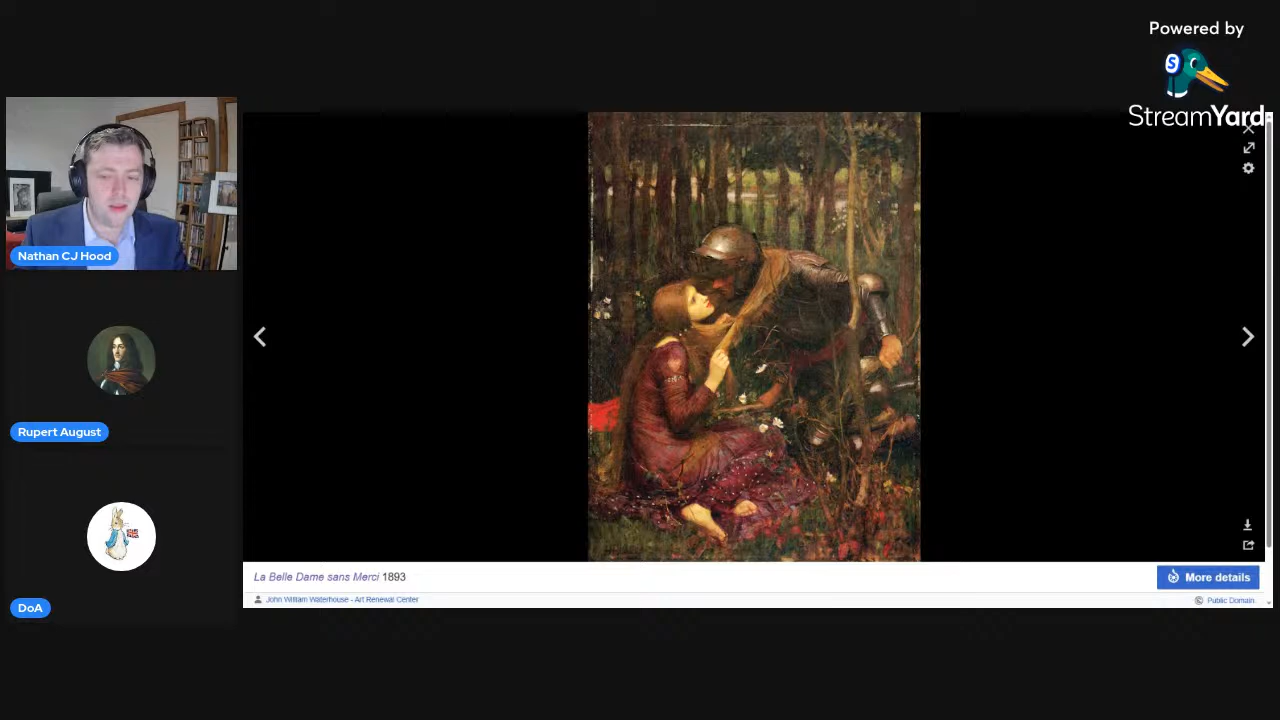 Powered by
StreamYard
Nathan CJ Hood
Rupert August
DoA
La Belle Dame sans Merci 1893
More details
John William Waterhouse - Art Renewal Center
Public Domain